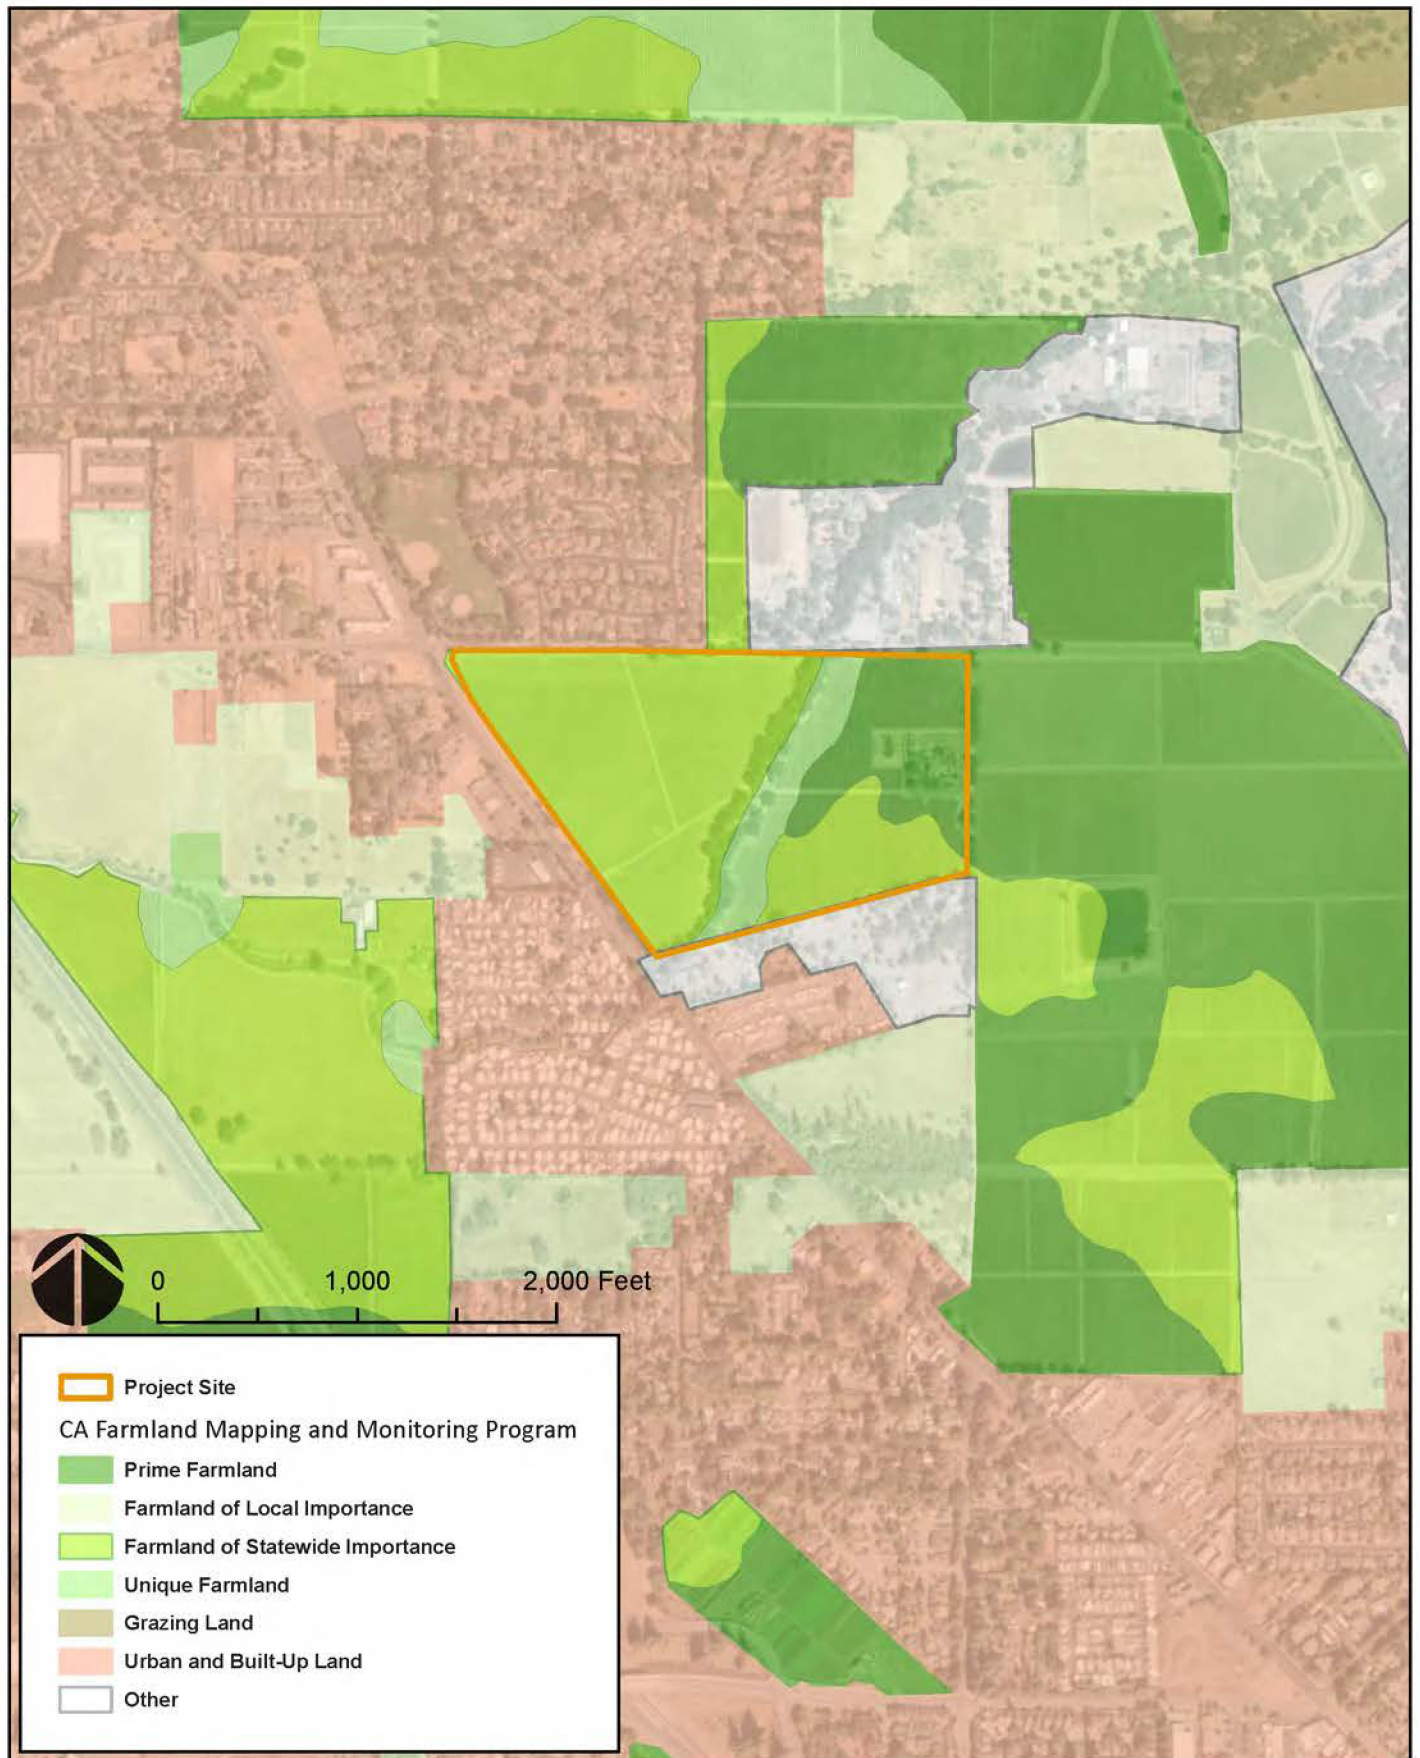 0 1,000 2,000 Feet
Project Site
CA Farmland Mapping and Monitoring Program
Prime Farmland
Farmland of Local Importance
Farmland of Statewide Importance
Unique Farmland
Grazing Land
Urban and Built-Up Land
Other